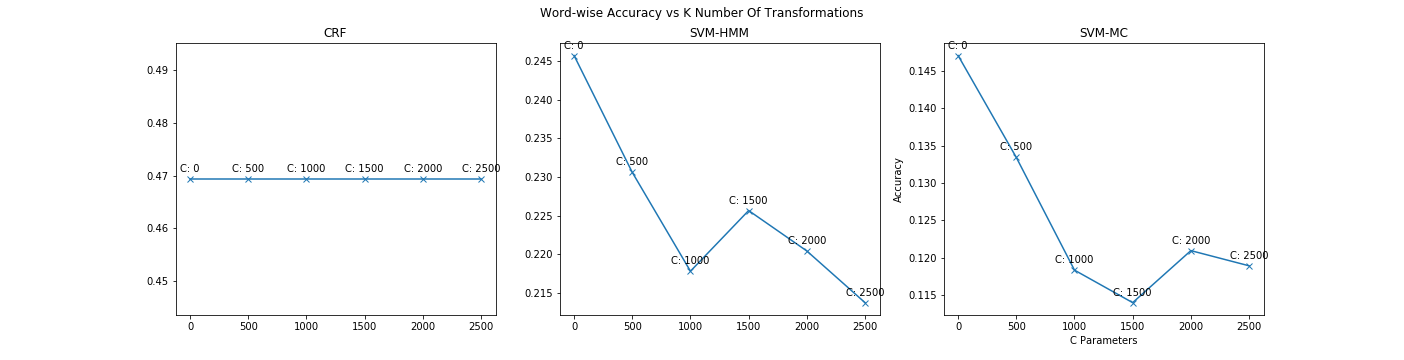 Word-wise Accuracy vs K Number Of Transformations
CRF
0.49
0.48
0.47
0.46
0.45
C: 0 C: 500 C: 1000 C: 1500 C: 2000 C: 2500
0 500 1000 1500 2000 2500
SVM-HMM
0.245
0.240
0.235
0.230
0.225
0.220
0.215
C: 0
C: 500
C: 1000
C: 1500
C: 2000
C: 2500
0 500 1000 1500 2000 2500
SVM-MC
Accuracy
0.145
0.140
0.135
0.130
0.125
0.120
0.115
C: 0
C: 500
C: 1000
C: 1500
C: 2000
C: 2500
0 500 1000 1500 2000 2500
C Parameters